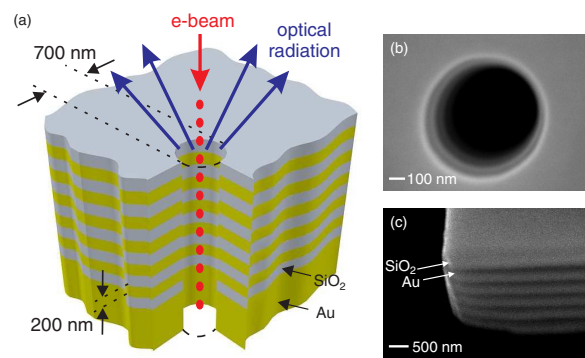 (a)
e-beam
optical
radiation
700 nm
SiO2
Au
200 nm
(b)
100 nm
(c)
SiO2
Au
500 nm